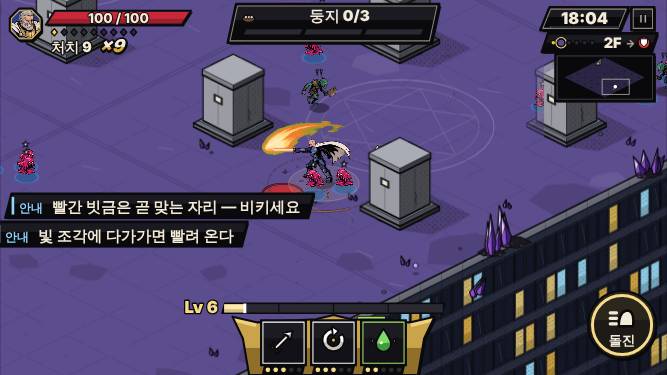 100 / 100
처치 9 ×9
둥지 0/3
18:04
2F → 
안내 빨간 빗금은 곧 맞는 자리 — 비키세요
안내 빛 조각에 다가가면 빨려 온다
Lv 6
돌진